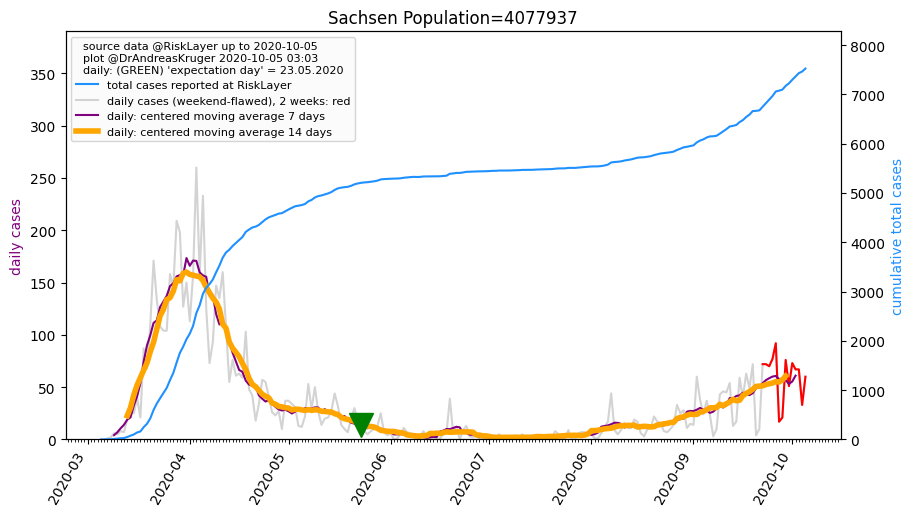 Sachsen Population=4077937
source data @RiskLayer up to 2020-10-05
plot @DrAndreasKruger 2020-10-05 03:03
daily: (GREEN) 'expectation day' = 23.05.2020
total cases reported at RiskLayer
daily cases (weekend-flawed), 2 weeks: red
daily: centered moving average 7 days
daily: centered moving average 14 days
daily cases
350
300
250
200
150
100
50
0
8000
7000
6000
5000
4000
3000
2000
1000
0
cumulative total cases
2020-03
2020-04
2020-05
2020-06
2020-07
2020-08
2020-09
2020-10